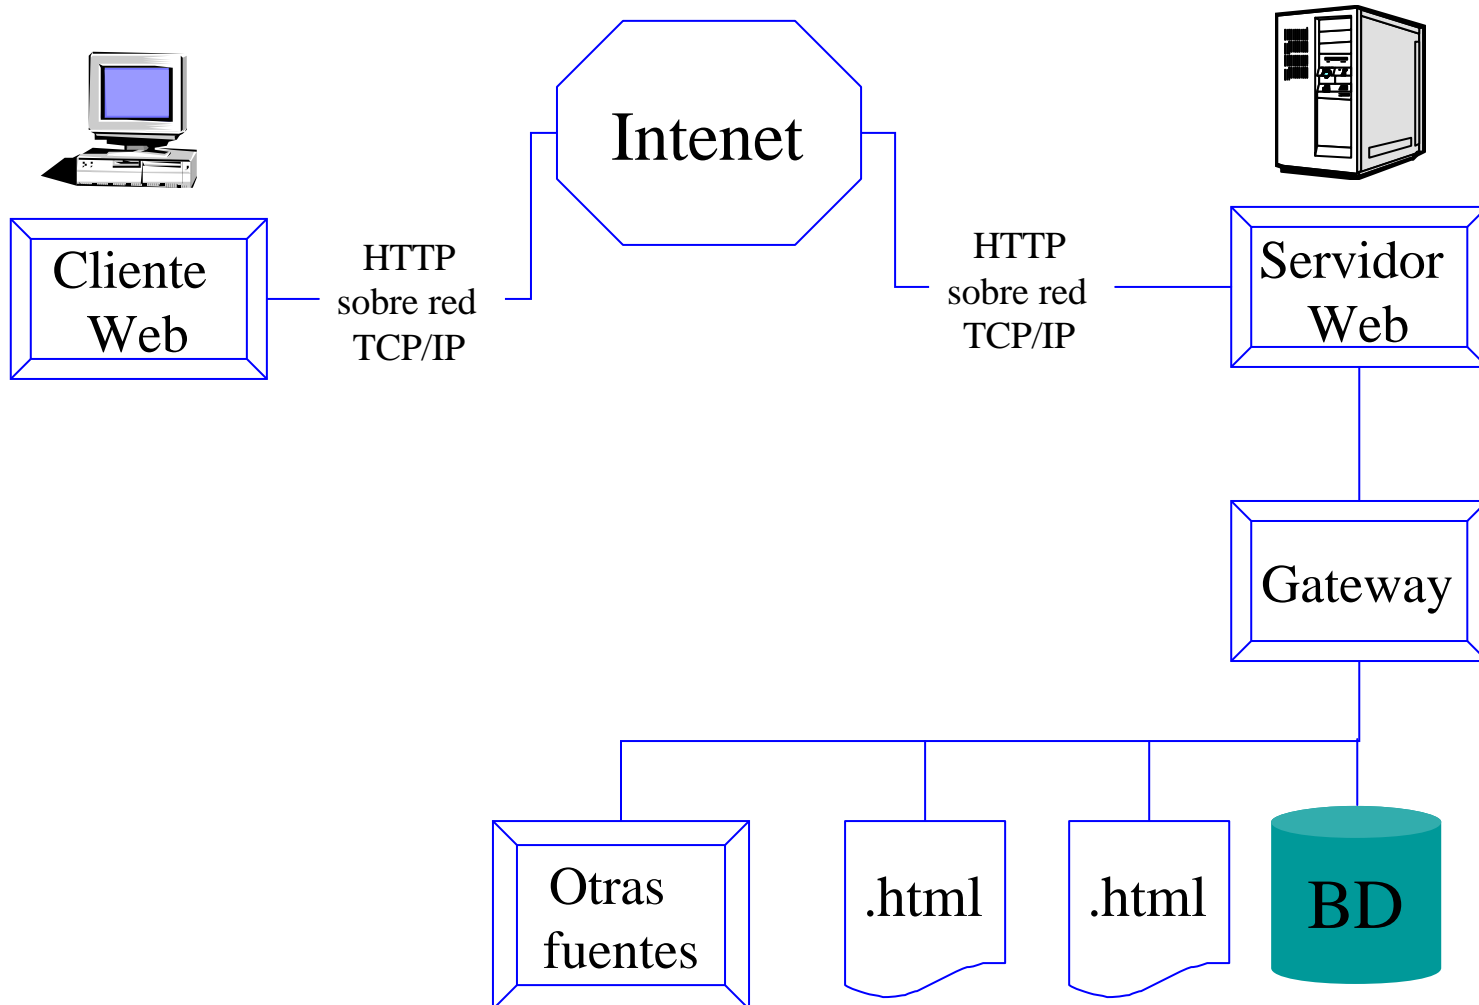 Intenet
Cliente
Web
HTTP
sobre red
TCP/IP
HTTP
sobre red
TCP/IP
Servidor
Web
Gateway
Otras
fuentes
.html
.html
BD